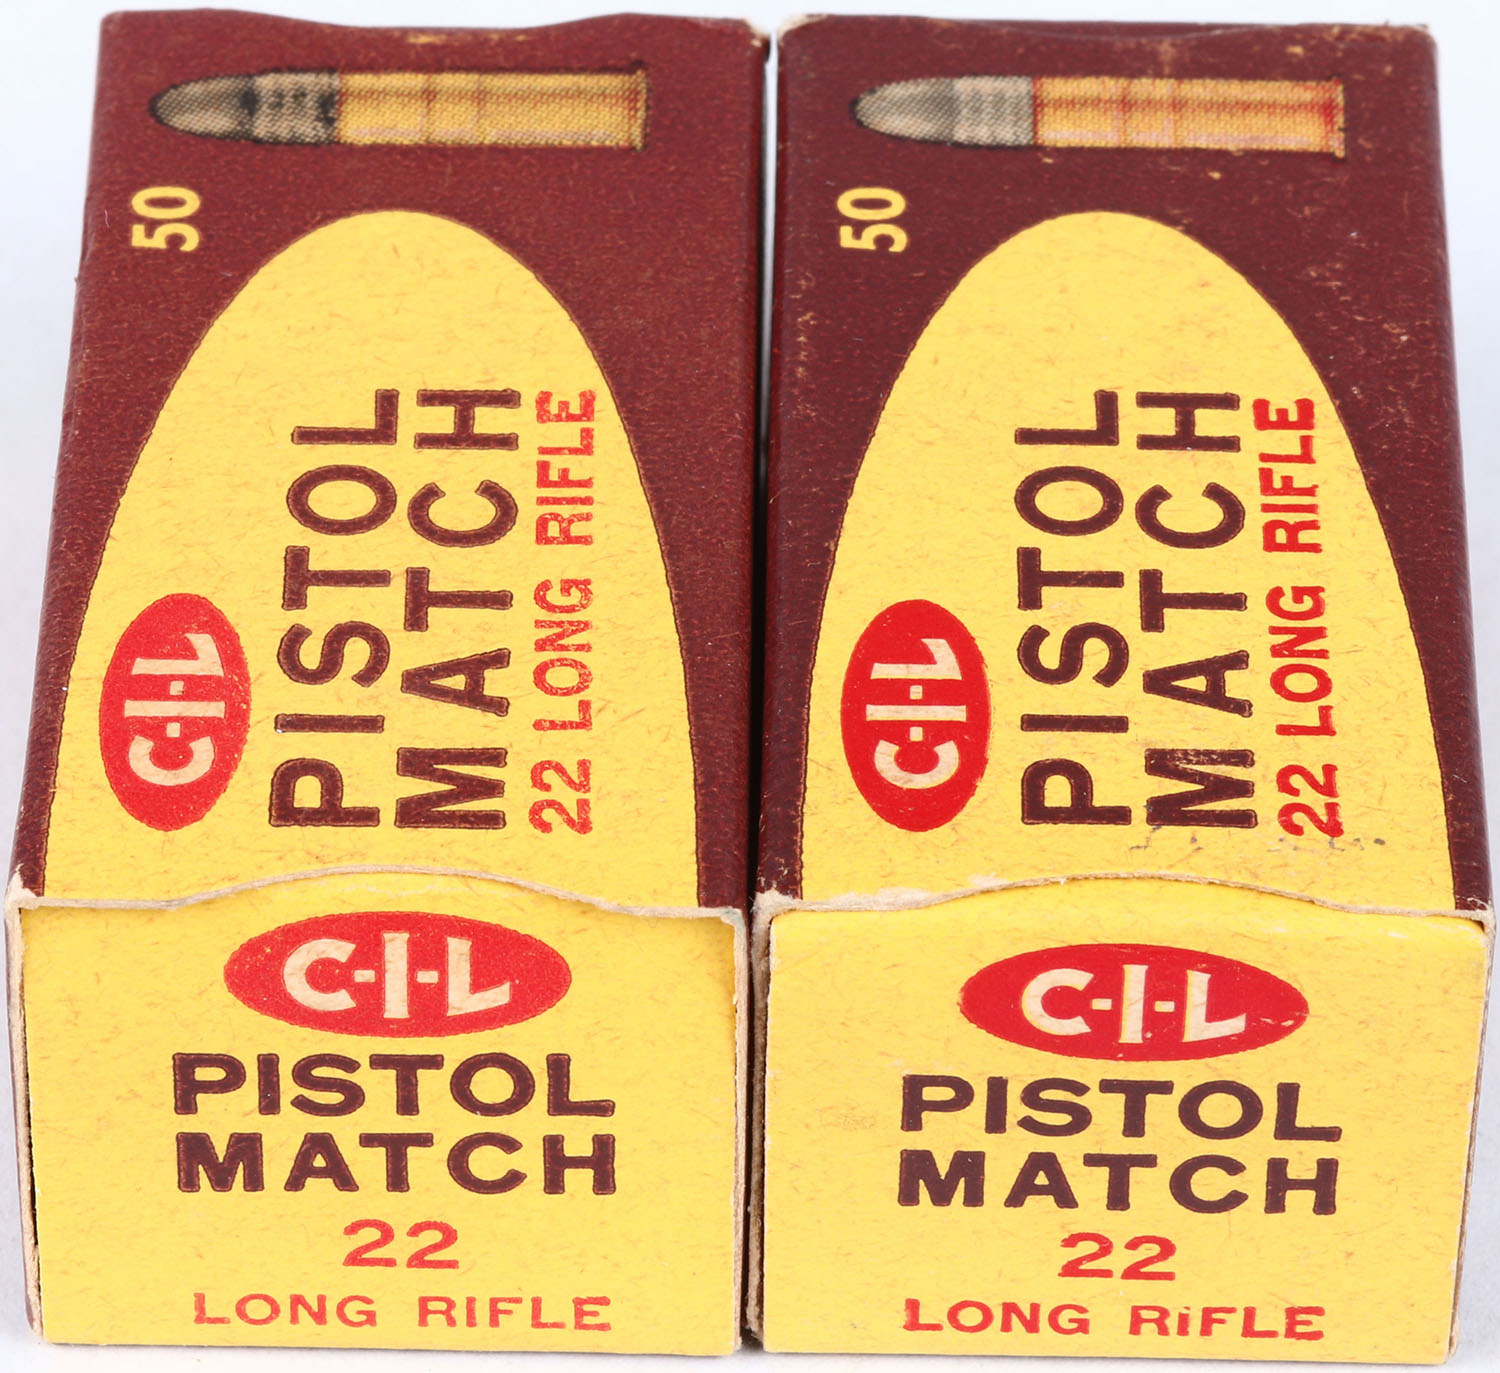 50
C-I-L
PISTOL
MATCH
22 LONG RIFLE
C-I-L
PISTOL
MATCH
22
LONG RIFLE
50
C-I-L
PISTOL
MATCH
22 LONG RIFLE
C-I-L
PISTOL
MATCH
22
LONG RIFLE